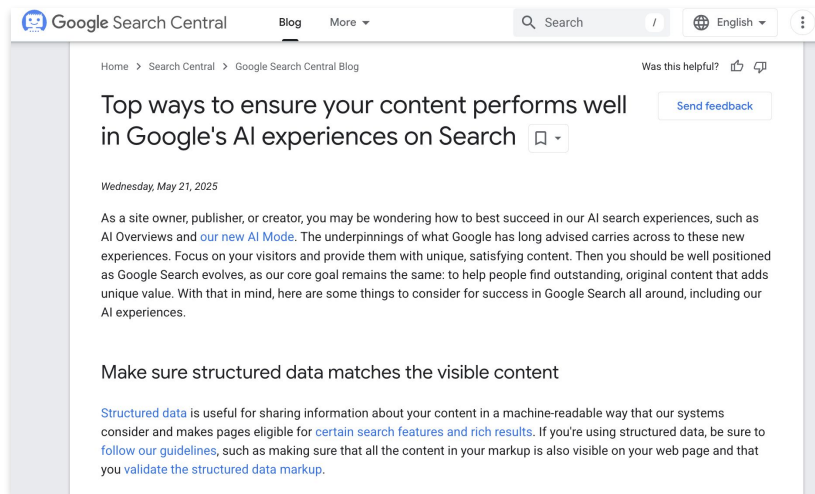 Google Search Central
Blog
More
Search
/
English
Home > Search Central > Google Search Central Blog
Was this helpful?
Top ways to ensure your content performs well
in Google's AI experiences on Search
Send feedback
Wednesday, May 21, 2025
As a site owner, publisher, or creator, you may be wondering how to best succeed in our AI search experiences, such as
AI Overviews and our new AI Mode. The underpinnings of what Google has long advised carries across to these new
experiences. Focus on your visitors and provide them with unique, satisfying content. Then you should be well positioned
as Google Search evolves, as our core goal remains the same: to help people find outstanding, original content that adds
unique value. With that in mind, here are some things to consider for success in Google Search all around, including our
AI experiences.
Make sure structured data matches the visible content
Structured data is useful for sharing information about your content in a machine-readable way that our systems
consider and makes pages eligible for certain search features and rich results. If you're using structured data, be sure to
follow our guidelines, such as making sure that all the content in your markup is also visible on your web page and that
you validate the structured data markup.